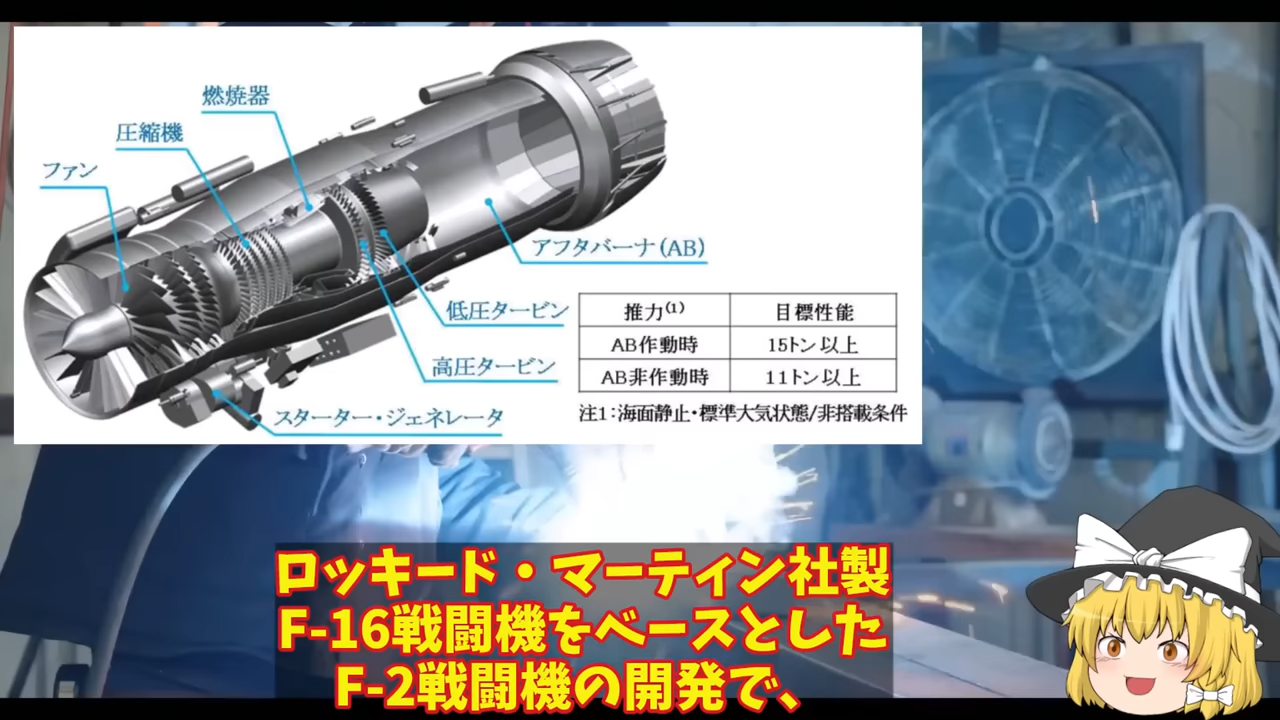 燃焼器
圧縮機
ファン
アフタバーナ(AB)
低圧タービン
高圧タービン
スターター・ジェネレータ
推力(1) 目標性能
AB作動時 15トン以上
AB非作動時 11トン以上
注1:海面静止・標準大気状態/非搭載条件
ロッキード・マーティン社製
F-16戦闘機をベースとした
F-2戦闘機の開発で、